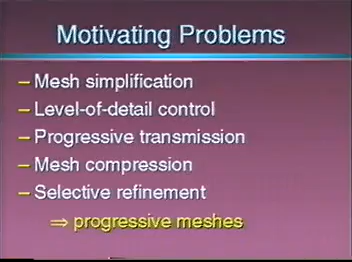 Motivating Problems
– Mesh simplification
– Level-of-detail control
– Progressive transmission
– Mesh compression
– Selective refinement
⇒ progressive meshes